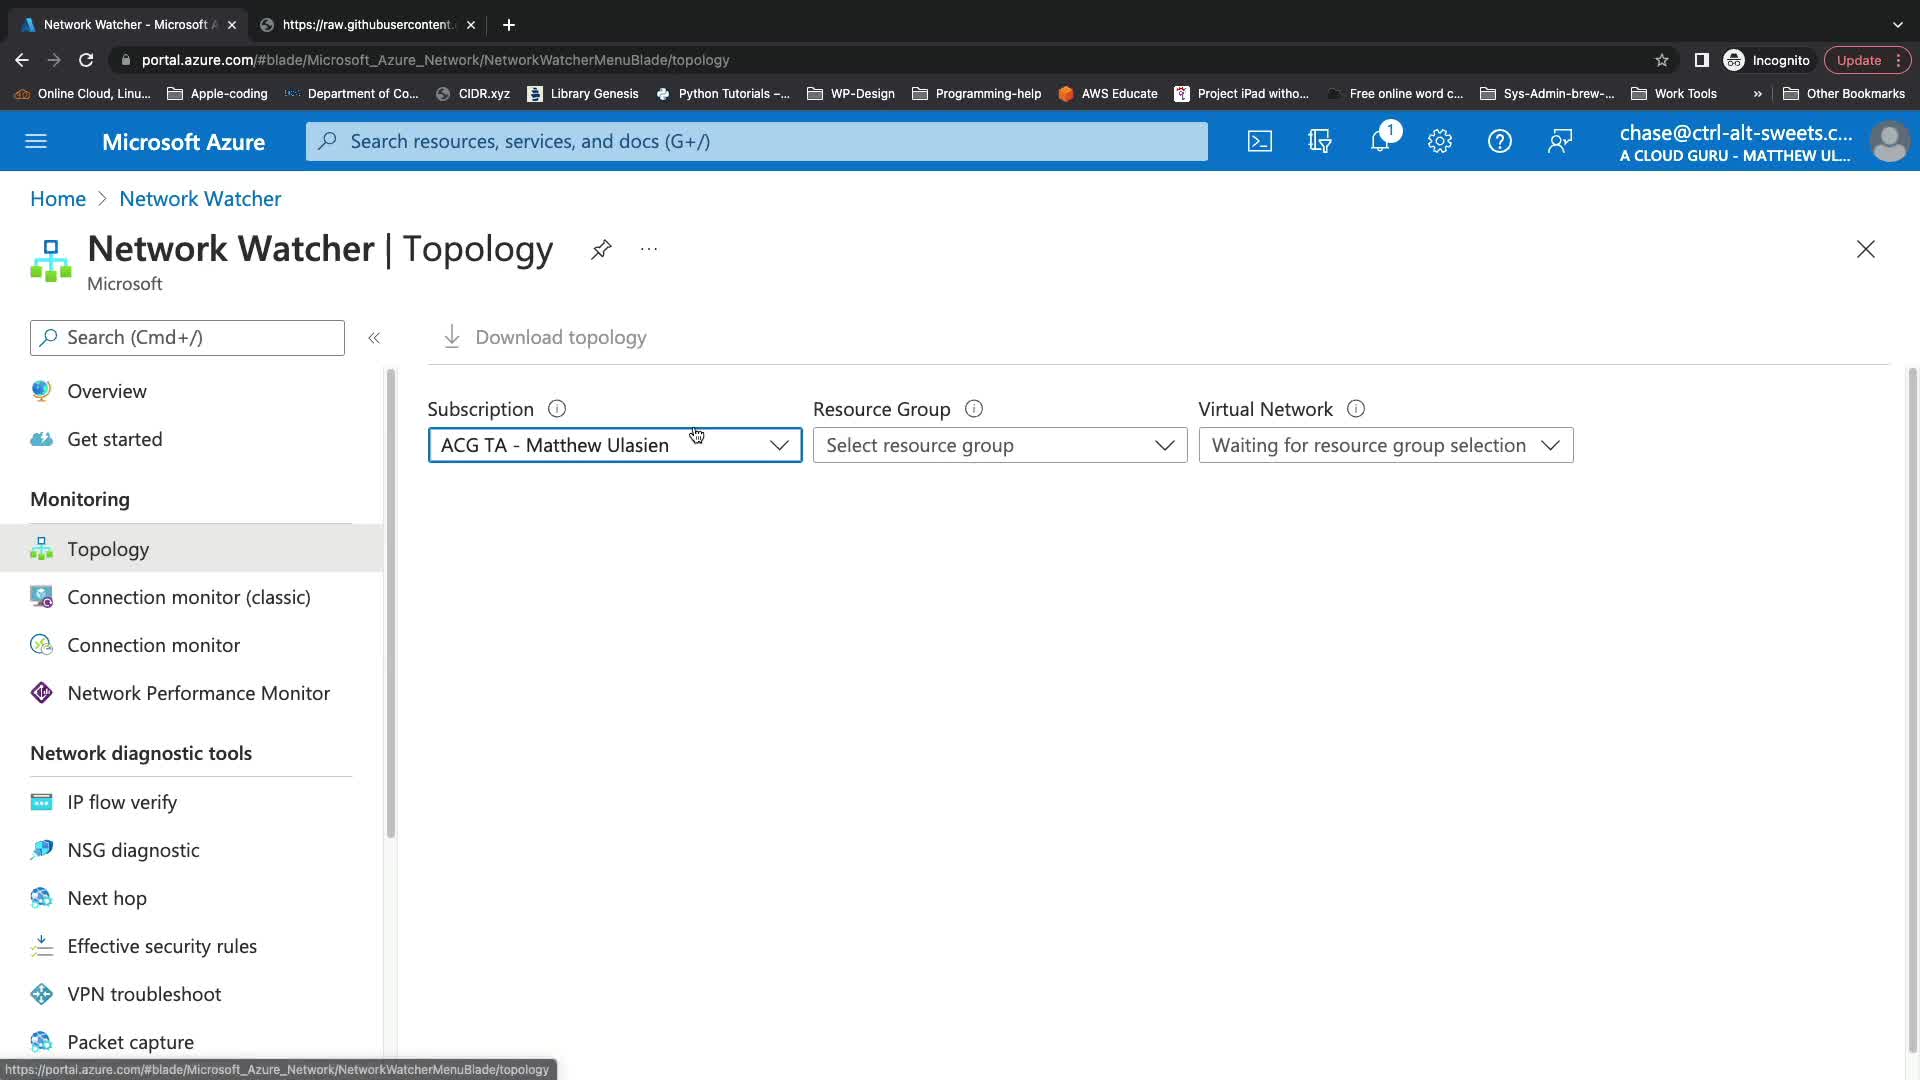 Network Watcher - Microsoft A
https://raw.githubusercontent.
portal.azure.com/#blade/Microsoft_Azure_Network/NetworkWatcherMenuBlade/topology
Incognito
Update
Online Cloud, Linu...
Apple-coding
Department of Co...
CIDR.xyz
Library Genesis
Python Tutorials –...
WP-Design
Programming-help
AWS Educate
Project iPad witho...
Free online word c...
Sys-Admin-brew-...
Work Tools
»
Other Bookmarks
Microsoft Azure
Search resources, services, and docs (G+/)
1
chase@ctrl-alt-sweets.c...
A CLOUD GURU - MATTHEW UL...
Home > Network Watcher
Network Watcher | Topology
...
Microsoft
Search (Cmd+/)
«
Download topology
Overview
Get started
Monitoring
Topology
Connection monitor (classic)
Connection monitor
Network Performance Monitor
Network diagnostic tools
IP flow verify
NSG diagnostic
Next hop
Effective security rules
VPN troubleshoot
Packet capture
Subscription
ACG TA - Matthew Ulasien
Resource Group
Select resource group
Virtual Network
Waiting for resource group selection
https://portal.azure.com/#blade/Microsoft_Azure_Network/NetworkWatcherMenuBlade/topology